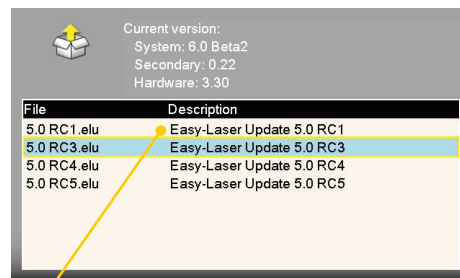 Current version:
System: 6.0 Beta2
Secondary: 0.22
Hardware: 3.30
File Description
5.0 RC1.elu Easy-Laser Update 5.0 RC1
5.0 RC3.elu Easy-Laser Update 5.0 RC3
5.0 RC4.elu Easy-Laser Update 5.0 RC4
5.0 RC5.elu Easy-Laser Update 5.0 RC5